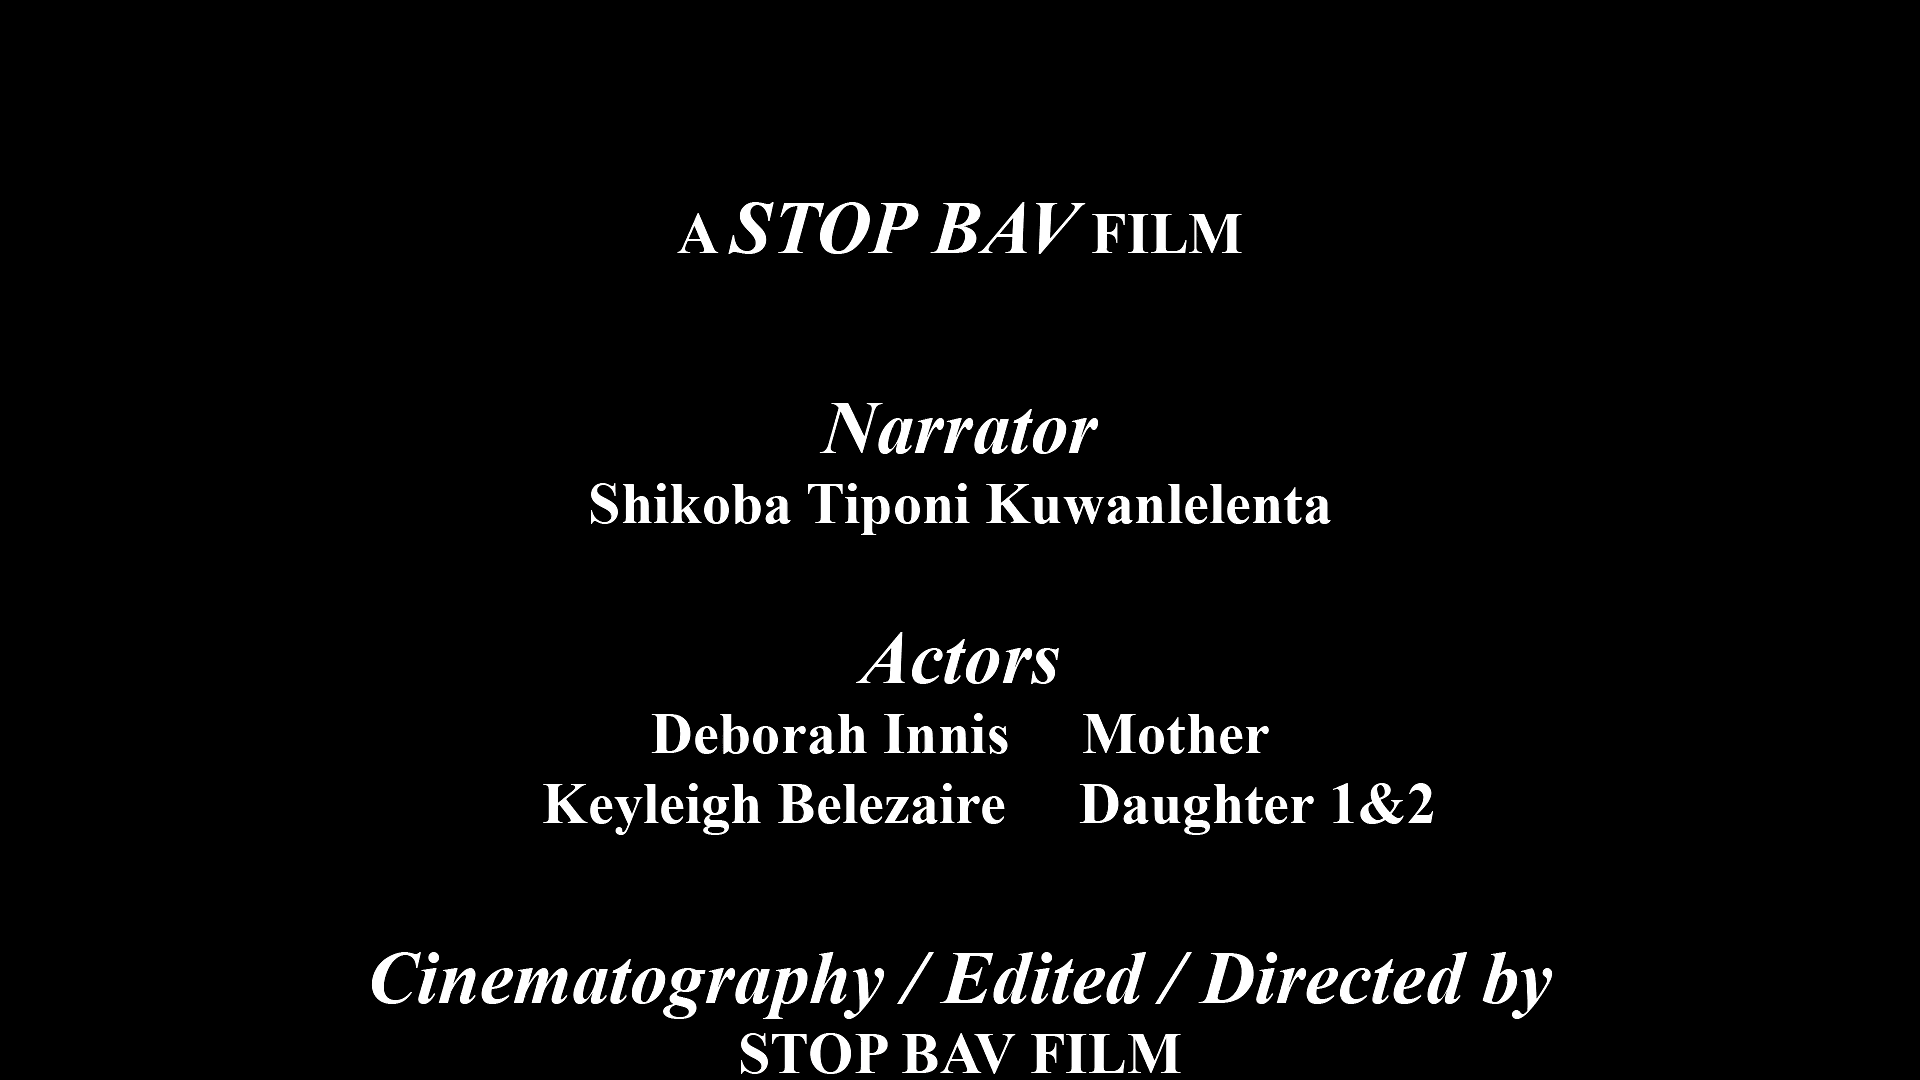 A STOP BAV FILM
Narrator
Shikoba Tiponi Kuwanlelenta
Actors
Deborah Innis Mother
Keyleigh Belezaire Daughter 1&2
Cinematography / Edited / Directed by
STOP BAV FILM